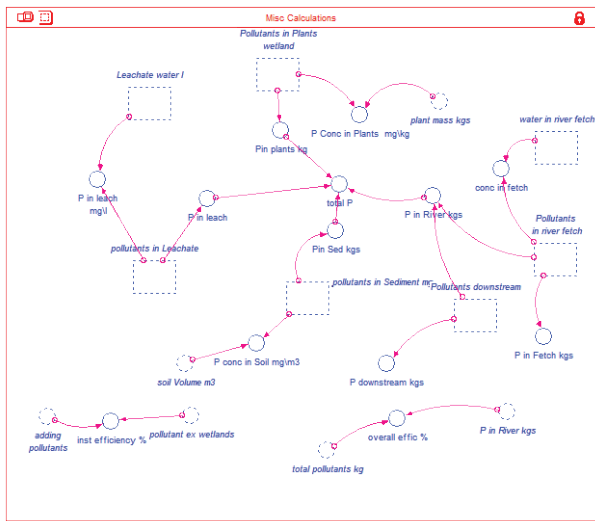 Misc Calculations
Pollutants in Plants
wetland
Leachate water l
plant mass kgs
water in river fetch
P Conc in Plants mg\kg
Pin plants kg
conc in fetch
P in leach
mg\l
P in leach
total P
P in River kgs
Pollutants
in river fetch
Pin Sed kgs
pollutants in Leachate
pollutants in Sediment mg
Pollutants downstream
P in Fetch kgs
P conc in Soil mg\m3
soil Volume m3
P downstream kgs
adding
pollutants
inst efficiency %
pollutant ex wetlands
overall effic %
P in River kgs
total pollutants kg